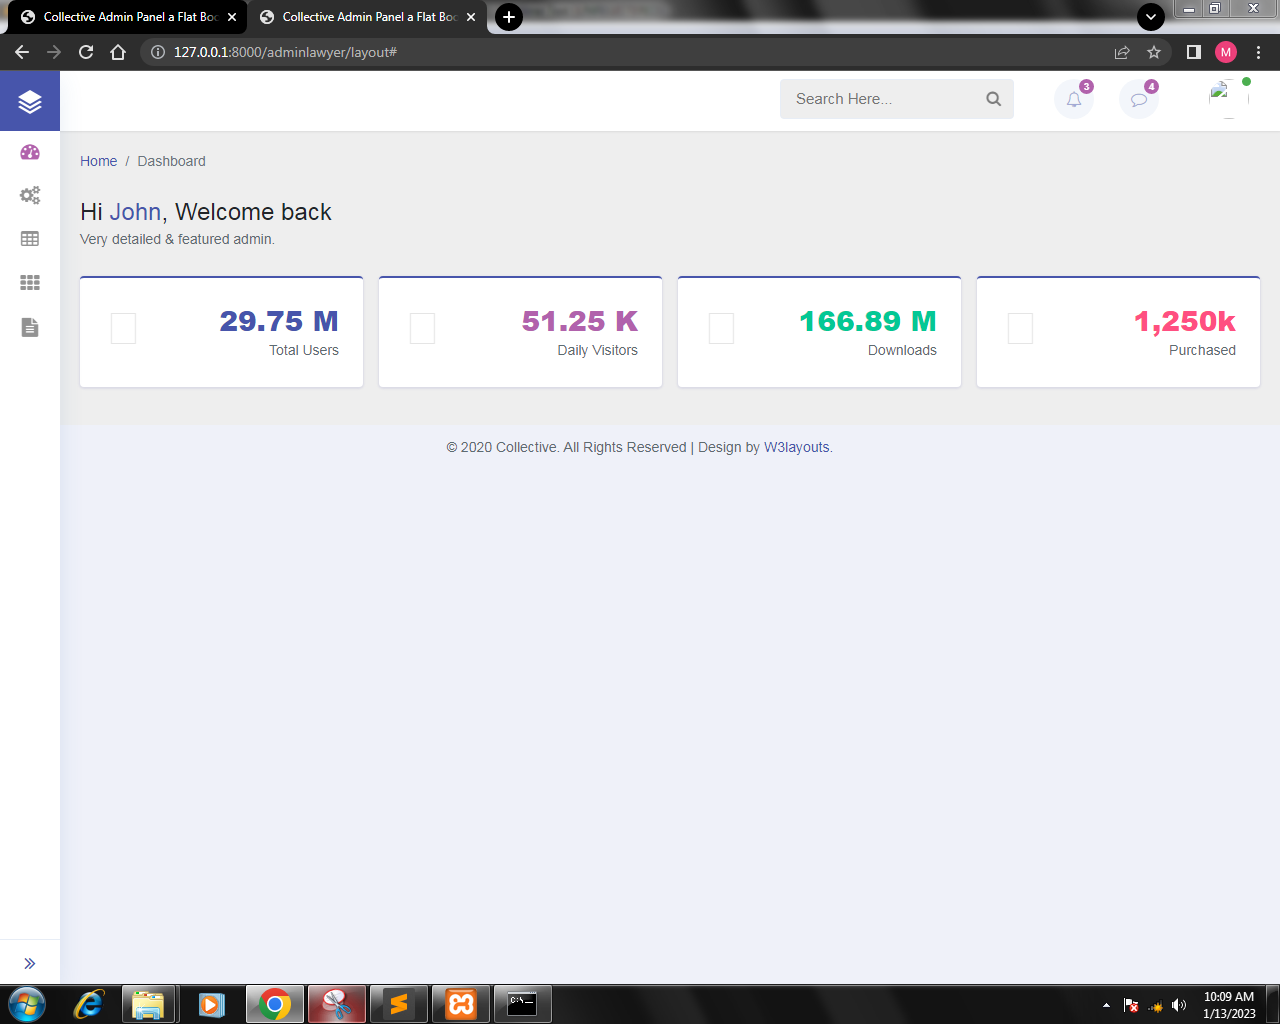 Collective Admin Panel a Flat Boo
Collective Admin Panel a Flat Boo
127.0.0.1:8000/adminlawyer/layout#
M
Search Here...
3
4
Home / Dashboard
Hi John, Welcome back
Very detailed & featured admin.
29.75 M
Total Users
51.25 K
Daily Visitors
166.89 M
Downloads
1,250k
Purchased
© 2020 Collective. All Rights Reserved | Design by W3layouts.
C:\_
10:09 AM
1/13/2023